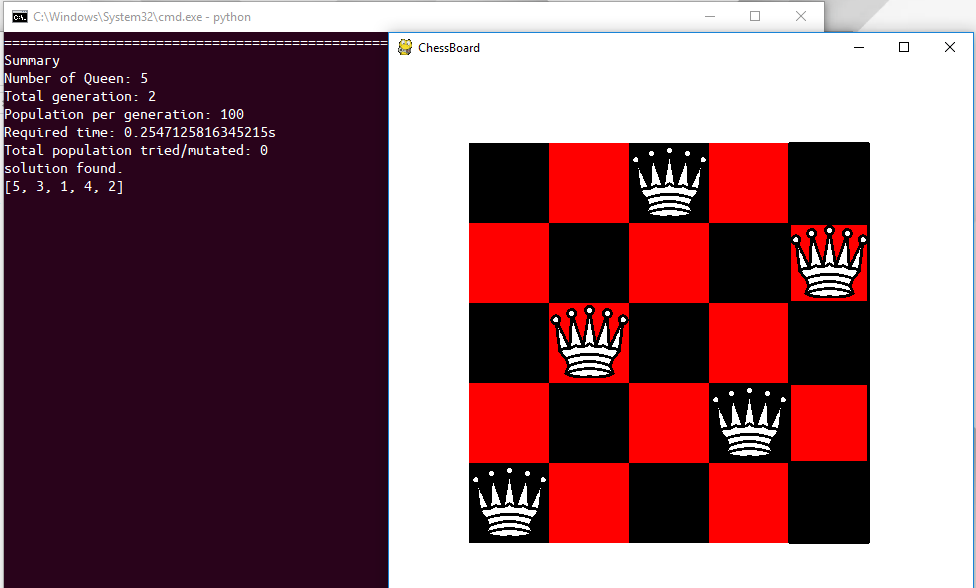 C:\Windows\System32\cmd.exe - python
================================================
Summary
Number of Queen: 5
Total generation: 2
Population per generation: 100
Required time: 0.2547125816345215s
Total population tried/mutated: 0
solution found.
[5, 3, 1, 4, 2]
ChessBoard